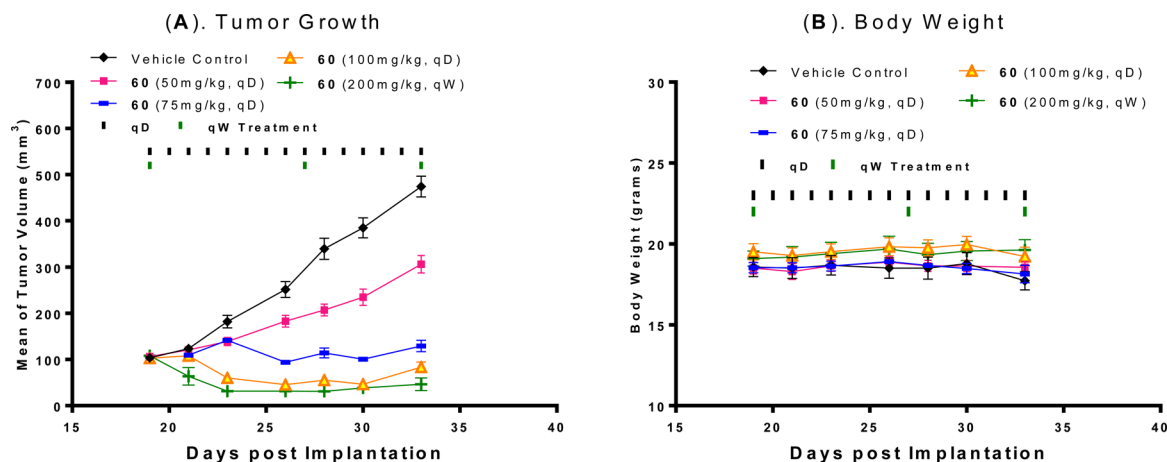 (A). Tumor Growth
Vehicle Control
60 (50mg/kg, qD)
60 (75mg/kg, qD)
60 (100mg/kg, qD)
60 (200mg/kg, qW)
qD
qW Treatment
Mean of Tumor Volume (mm³)
700
600
500
400
300
200
100
0
15
20
25
30
35
40
Days post Implantation
(B). Body Weight
Vehicle Control
60 (50mg/kg, qD)
60 (75mg/kg, qD)
60 (100mg/kg, qD)
60 (200mg/kg, qW)
qD
qW Treatment
Body Weight (grams)
30
25
20
15
10
15
20
25
30
35
40
Days post Implantation